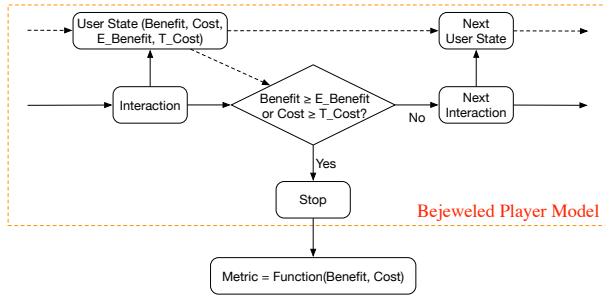 User State (Benefit, Cost,
E_Benefit, T_Cost)
Next
User State
Interaction
Benefit ≥ E_Benefit
or Cost ≥ T_Cost?
No
Next
Interaction
Yes
Stop
Bejeweled Player Model
Metric = Function(Benefit, Cost)